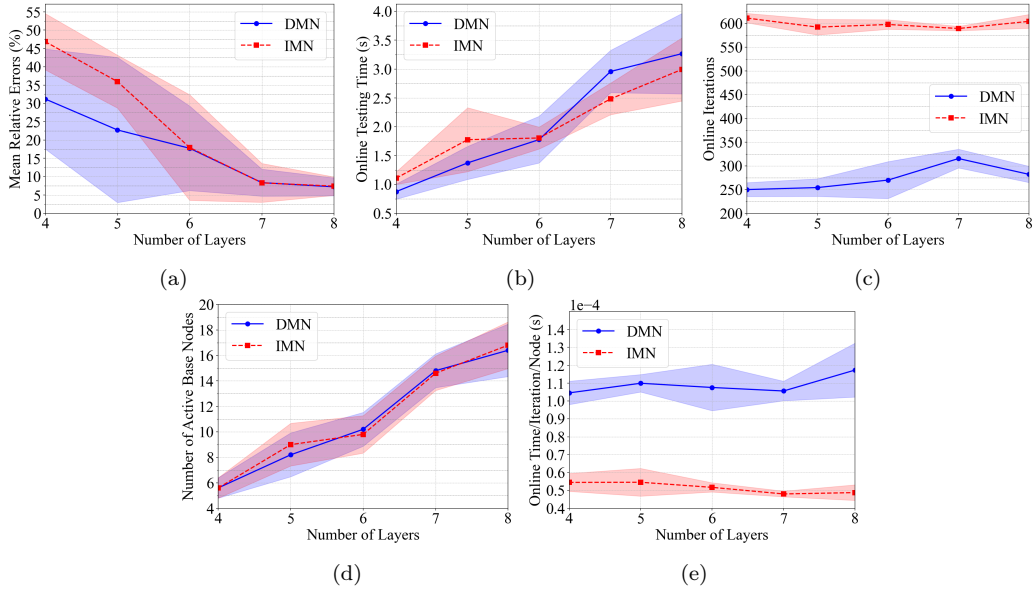 Mean Relative Errors (%)
55
50
45
40
35
30
25
20
15
10
5
0
4 5 6 7 8
Number of Layers
DMN
IMN
(a)
Online Testing Time (s)
4.0
3.5
3.0
2.5
2.0
1.5
1.0
0.5
4 5 6 7 8
Number of Layers
DMN
IMN
(b)
Online Iterations
600
550
500
450
400
350
300
250
200
4 5 6 7 8
Number of Layers
DMN
IMN
(c)
Number of Active Base Nodes
20
18
16
14
12
10
8
6
4
4 5 6 7 8
Number of Layers
DMN
IMN
(d)
Online Time/Iteration/Node (s)
1e−4
1.4
1.2
1.1
1.0
0.8
0.7
0.5
0.4
4 5 6 7 8
Number of Layers
DMN
IMN
(e)